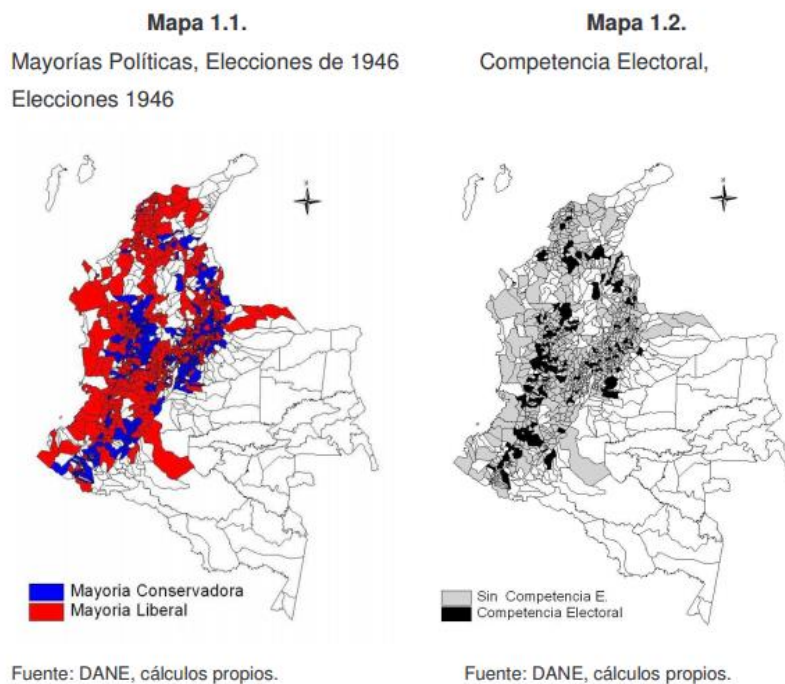 Mapa 1.1.
Mayorías Políticas, Elecciones de 1946
Elecciones 1946
Mayoria Conservadora
Mayoria Liberal
Fuente: DANE, cálculos propios.
Mapa 1.2.
Competencia Electoral,
Sin Competencia E.
Competencia Electoral
Fuente: DANE, cálculos propios.